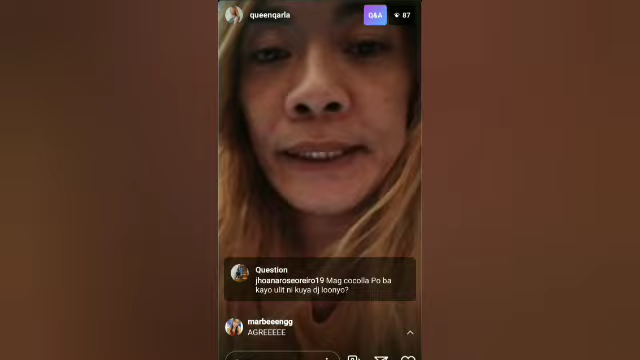 queenqarla
Q&A
87
Question
jhoanaroseoreiro19 Mag cocolla Po ba
kayo ulit ni kuya dj loonyo?
marbeeengg
AGREEEEE